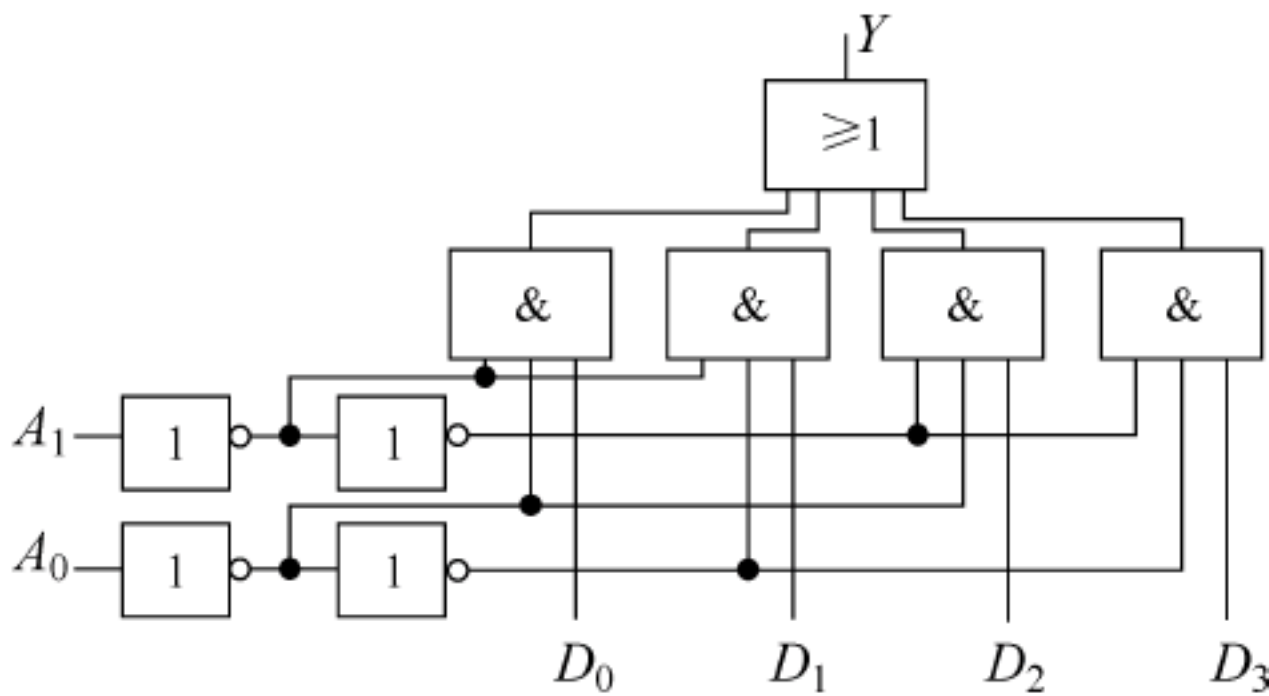 Y
≥1
& & & &
A₁ 1 1
A₀ 1 1
D₀ D₁ D₂ D₃